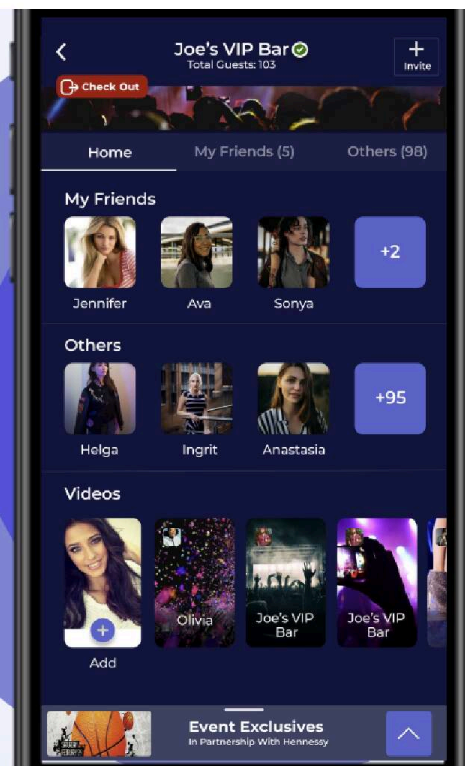 Joe's VIP Bar
Total Guests: 103
Invite
Check Out
Home
My Friends (5)
Others (98)
My Friends
+2
Jennifer
Ava
Sonya
Others
+95
Helga
Ingrit
Anastasia
Videos
Olivia
Joe's VIP
Bar
Joe's VIP
Bar
Add
Event Exclusives
In Partnership With Hennessy